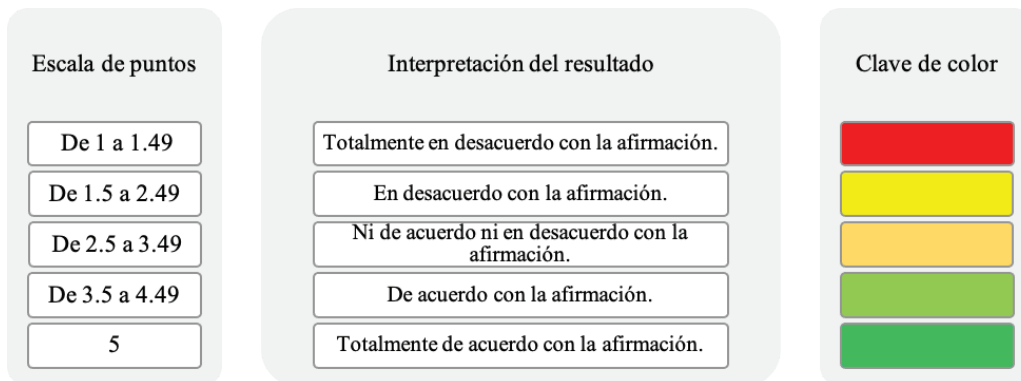 Escala de puntos
Interpretación del resultado
Clave de color
De 1 a 1.49
Totalmente en desacuerdo con la afirmación.
De 1.5 a 2.49
En desacuerdo con la afirmación.
De 2.5 a 3.49
Ni de acuerdo ni en desacuerdo con la
afirmación.
De 3.5 a 4.49
De acuerdo con la afirmación.
5
Totalmente de acuerdo con la afirmación.